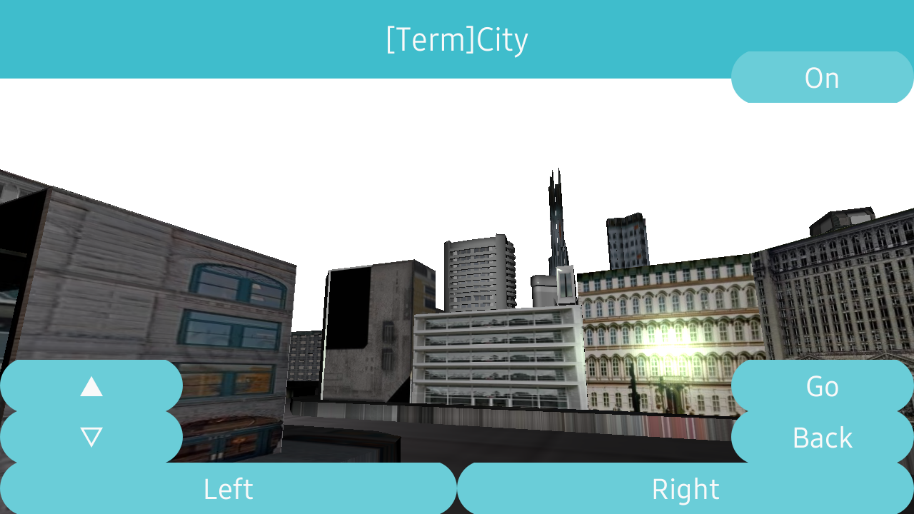 [Term]City
On
▲
Go
▽
Back
Left
Right